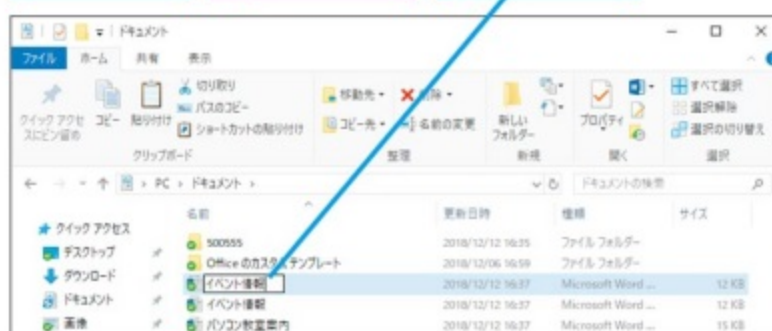 ドキュメント
ファイル ホーム 共有 表示
クイック アクセスにピン留め
コピー
貼り付け
切り取り
パスのコピー
ショートカットの貼り付け
クリップボード
移動先
コピー先
削除
名前の変更
整理
新しいフォルダー
新規
プロパティ
開く
すべて選択
選択解除
選択の切り替え
選択
PC > ドキュメント >
ドキュメントの検索
名前 更新日時 種類 サイズ
クイック アクセス
デスクトップ
ダウンロード
ドキュメント
画像
500555 2018/12/12 16:35 ファイル フォルダー
Office のカスタム テンプレート 2018/12/06 16:59 ファイル フォルダー
イベント情報 2018/12/12 16:37 Microsoft Word ... 12 KB
イベント情報 2018/12/12 16:37 Microsoft Word ... 12 KB
パソコン教室案内 2018/12/12 16:37 Microsoft Word ... 15 KB